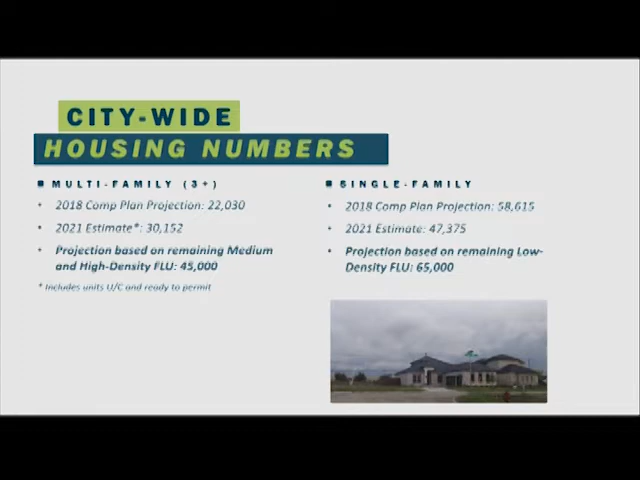 CITY-WIDE
HOUSING NUMBERS
MULTI-FAMILY (3+)
• 2018 Comp Plan Projection: 22,030
• 2021 Estimate*: 30,152
• Projection based on remaining Medium
and High-Density FLU: 45,000
* Includes units U/C and ready to permit
SINGLE-FAMILY
• 2018 Comp Plan Projection: 58,615
• 2021 Estimate: 47,375
• Projection based on remaining Low-
Density FLU: 65,000